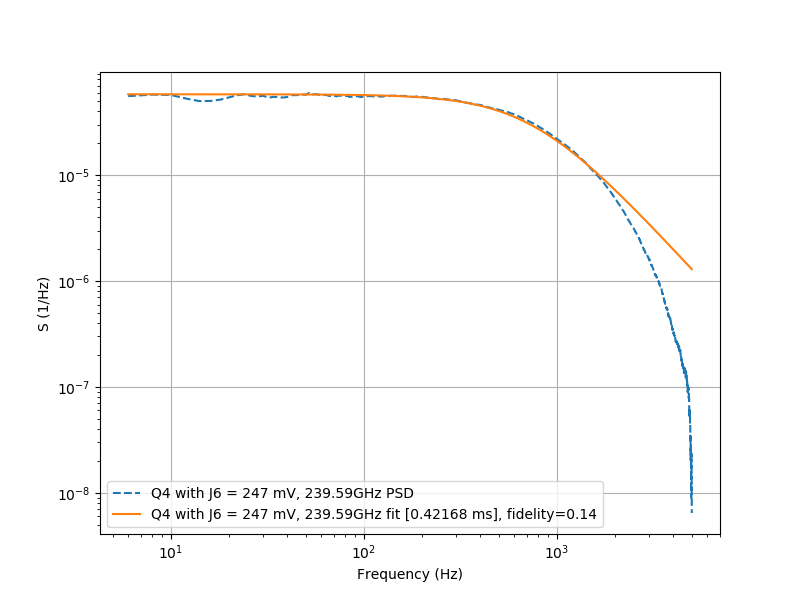 S (1/Hz)
10⁻⁵
10⁻⁶
10⁻⁷
10⁻⁸
Q4 with J6 = 247 mV, 239.59GHz PSD
Q4 with J6 = 247 mV, 239.59GHz fit [0.42168 ms], fidelity=0.14
10¹
10²
10³
Frequency (Hz)